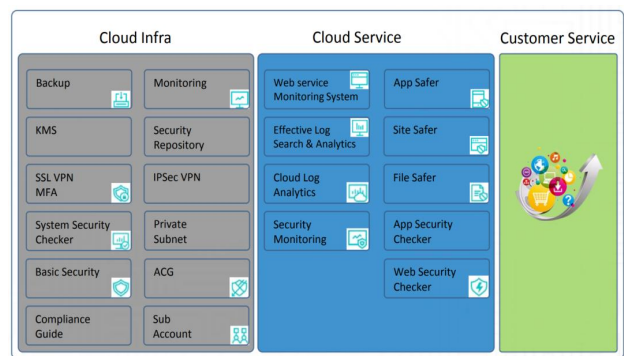 Cloud Infra
Cloud Service
Customer Service
Backup
Monitoring
KMS
Security
Repository
SSL VPN
MFA
IPSec VPN
System Security
Checker
Private
Subnet
Basic Security
ACG
Compliance
Guide
Sub
Account
Web service
Monitoring System
App Safer
Effective Log
Search & Analytics
Site Safer
Cloud Log
Analytics
File Safer
Security
Monitoring
App Security
Checker
Web Security
Checker